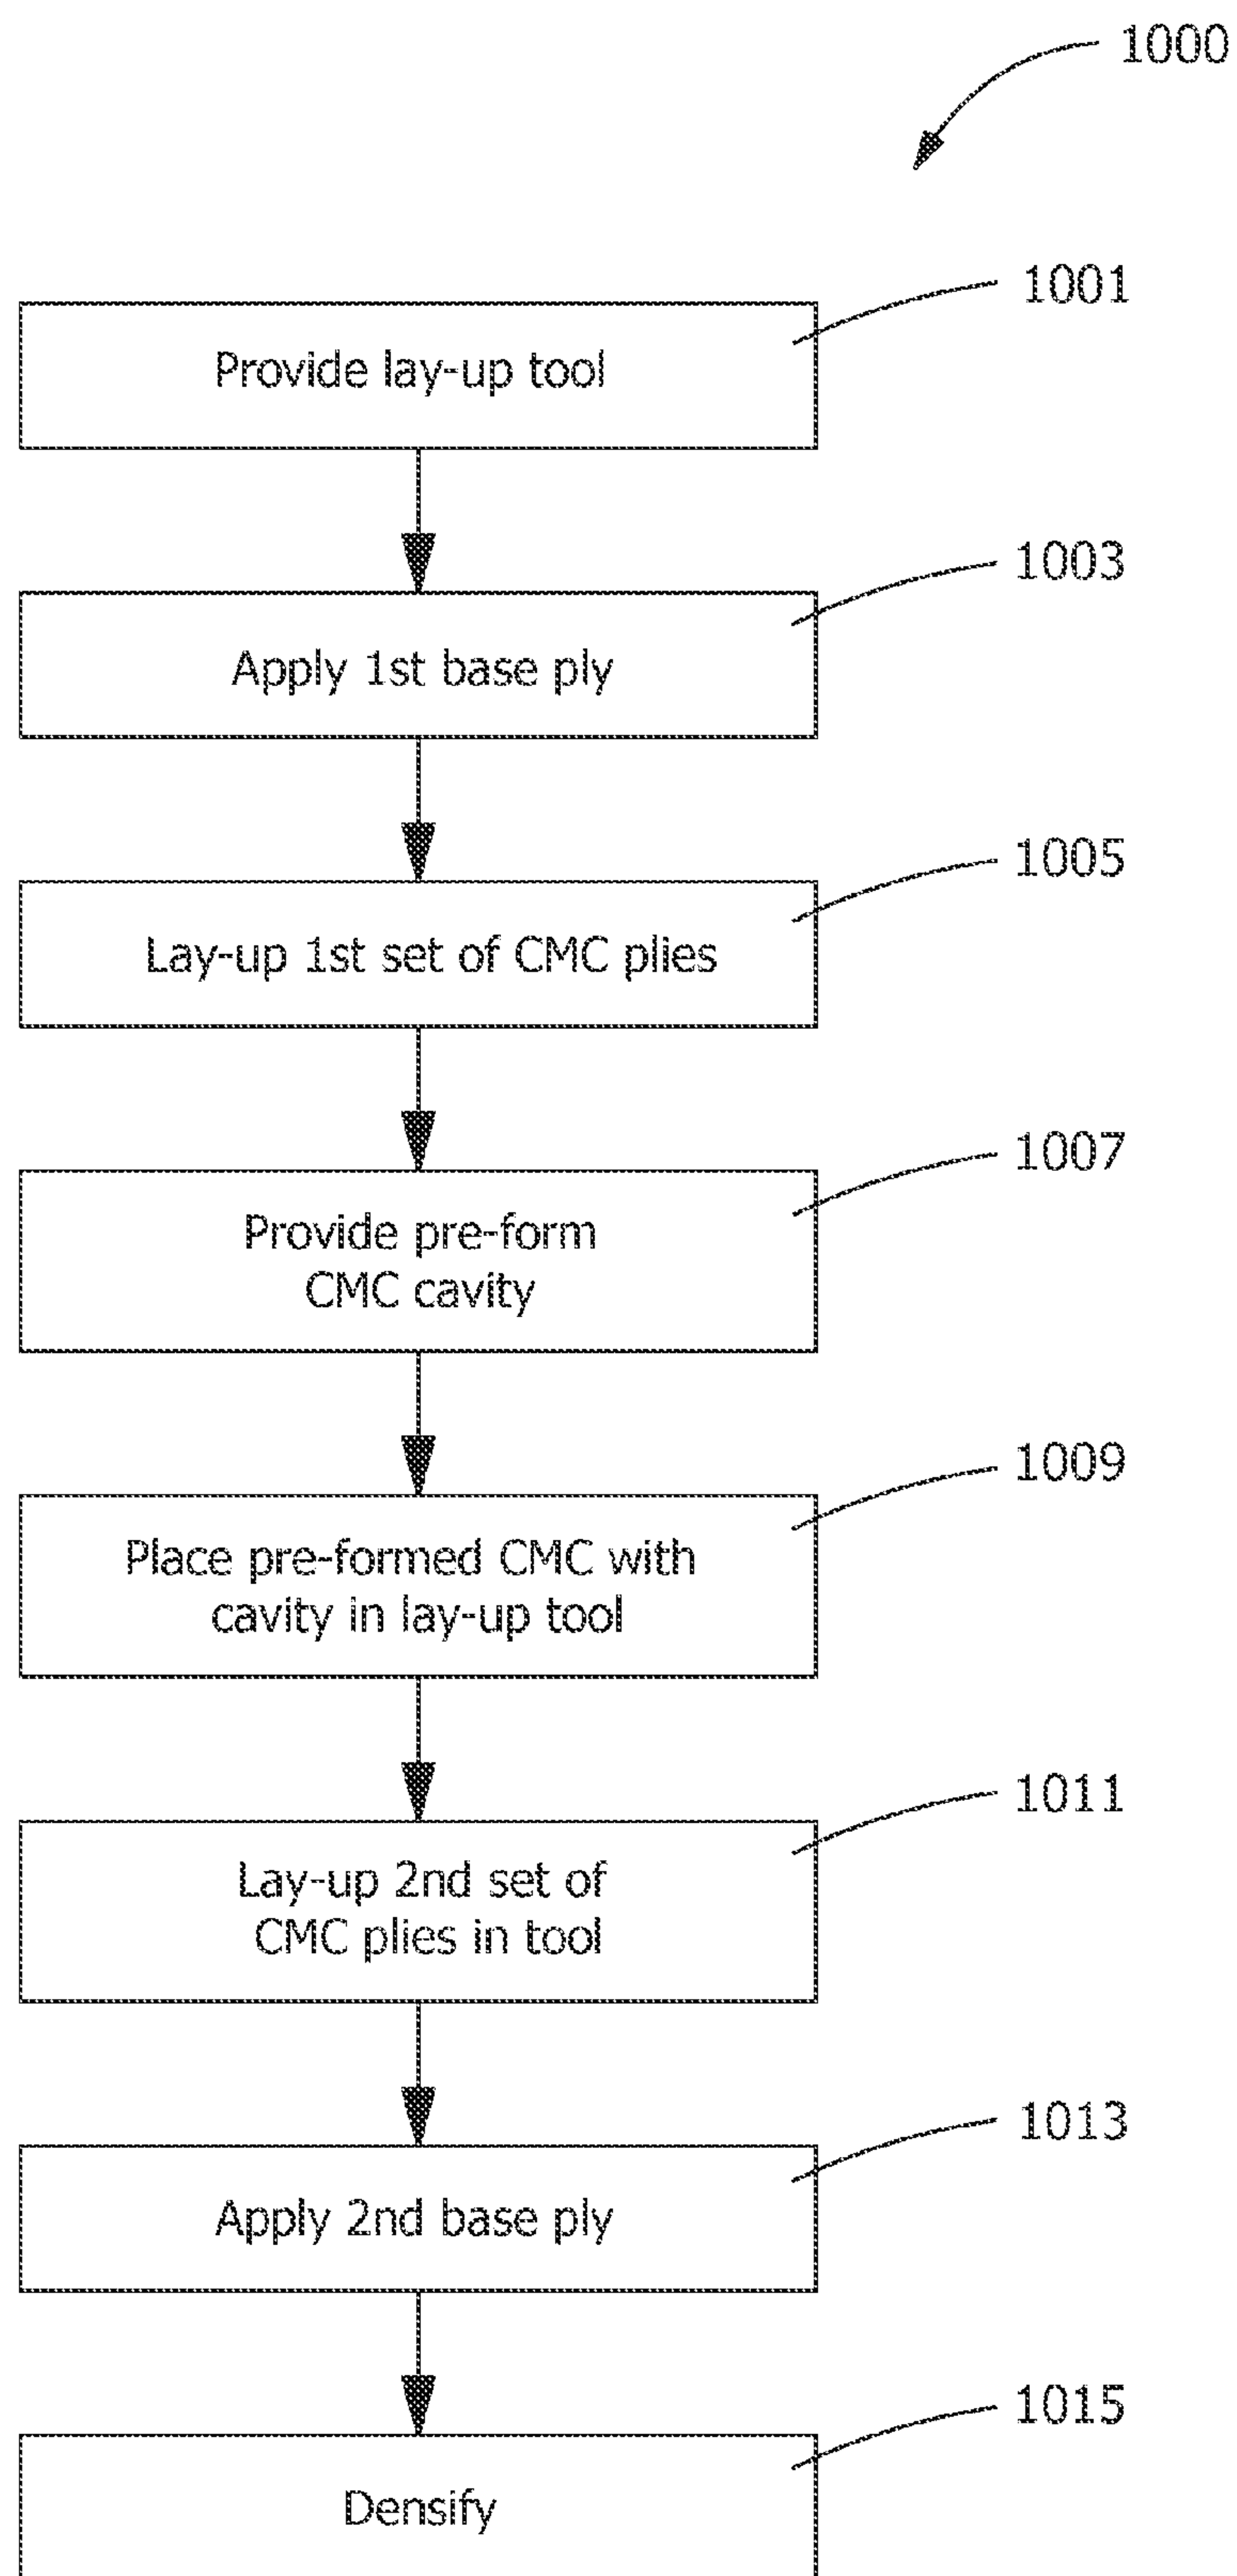 1000
1001
Provide lay-up tool
1003
Apply 1st base ply
1005
Lay-up 1st set of CMC plies
1007
Provide pre-form
CMC cavity
1009
Place pre-formed CMC with
cavity in lay-up tool
1011
Lay-up 2nd set of
CMC plies in tool
1013
Apply 2nd base ply
1015
Densify